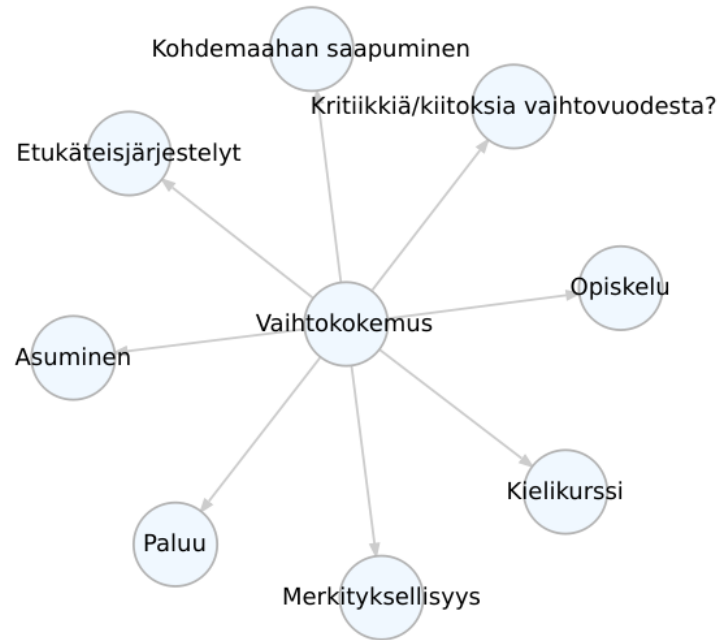 Kohdemaahan saapuminen
Kritiikkiä/kiitoksia vaihtovuodesta?
Etukäteisjärjestelyt
Opiskelu
Vaihtokokemus
Asuminen
Kielikurssi
Paluu
Merkityksellisyys